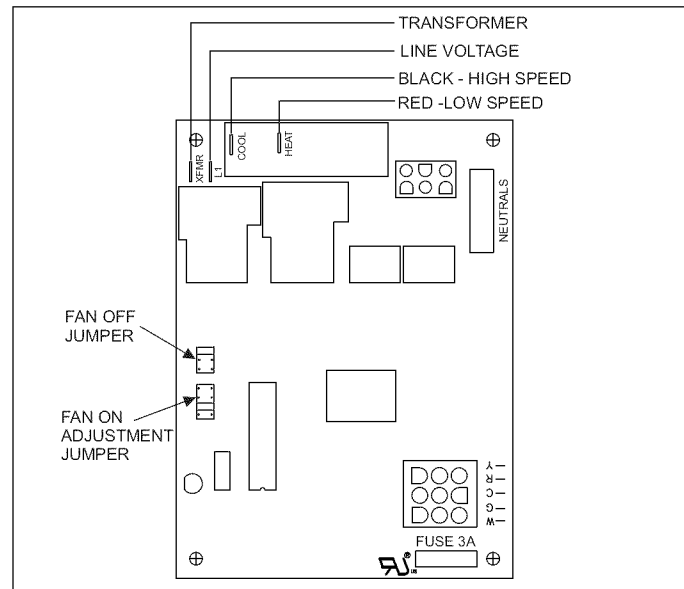 TRANSFORMER
LINE VOLTAGE
BLACK - HIGH SPEED
RED -LOW SPEED
XFMR
L1
COOL
HEAT
NEUTRALS
FAN OFF
JUMPER
FAN ON
ADJUSTMENT
JUMPER
Y
R
C
G
W
FUSE 3A